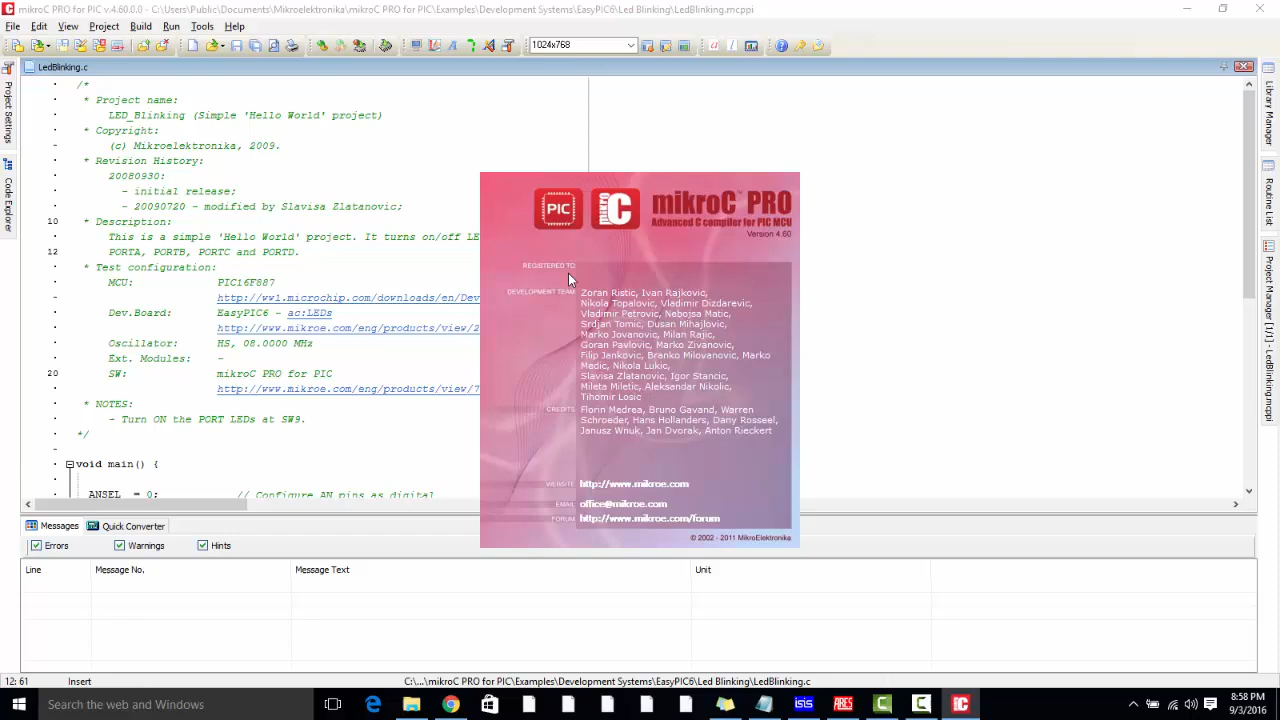 mikroC PRO for PIC v.4.60.0.0 - C:\Users\Public\Documents\Mikroelektronika\mikroC PRO for PIC\Examples\Development Systems\EasyPIC6\Led Blinking\LedBlinking.mcppi
File Edit View Project Build Run Tools Help
1024x768
LedBlinking.c
Project Settings
Code Explorer
/*
* Project name:
LED_Blinking (Simple 'Hello World' project)
* Copyright:
(c) Mikroelektronika, 2009.
* Revision History:
20080930:
- initial release;
- 20090720 - modified by Slavisa Zlatanovic;
10 * Description:
This is a simple 'Hello World' project. It turns on/off LE
12 PORTA, PORTB, PORTC and PORTD.
* Test configuration:
MCU: PIC16F887
http://ww1.microchip.com/downloads/en/Dev
Dev.Board: EasyPIC6 - ac:LEDs
http://www.mikroe.com/eng/products/view/2
Oscillator: HS, 08.0000 MHz
Ext. Modules: -
20 SW: mikroC PRO for PIC
http://www.mikroe.com/eng/products/view/7
* NOTES:
- Turn ON the PORT LEDs at SW9.
*/
void main() {
ANSEL = 0; // Configure AN pins as digital
PIC
mikro C
mikroC™ PRO
Advanced C compiler for PIC MCU
Version 4.60
REGISTERED TO
DEVELOPMENT TEAM
Zoran Ristic, Ivan Rajkovic,
Nikola Topalovic, Vladimir Dizdarevic,
Vladimir Petrovic, Nebojsa Matic,
Srdjan Tomic, Dusan Mihajlovic,
Marko Jovanovic, Milan Rajic,
Goran Pavlovic, Marko Zivanovic,
Filip Jankovic, Branko Milovanovic, Marko
Medic, Nikola Lukic,
Slavisa Zlatanovic, Igor Stancic,
Mileta Miletic, Aleksandar Nikolic,
Tihomir Losic
CREDITS
Florin Medrea, Bruno Gavand, Warren
Schroeder, Hans Hollanders, Dany Rosseel,
Janusz Wnuk, Jan Dvorak, Anton Rieckert
WEBSITE http://www.mikroe.com
EMAIL office@mikroe.com
FORUM http://www.mikroe.com/forum
© 2002 - 2011 MikroElektronika
Library Manager
Routine List
Project Manager [1/1] - LedBlinking.mcppi
Messages Quick Converter
Errors Warnings Hints
Line Message No. Message Text Unit
12: 61 Insert C:\...\mikroC PRO for PIC\Examples\Development Systems\EasyPIC6\Led Blinking\LedBlinking.c
Search the web and Windows
ISIS
ARES
8:58 PM
9/3/2016